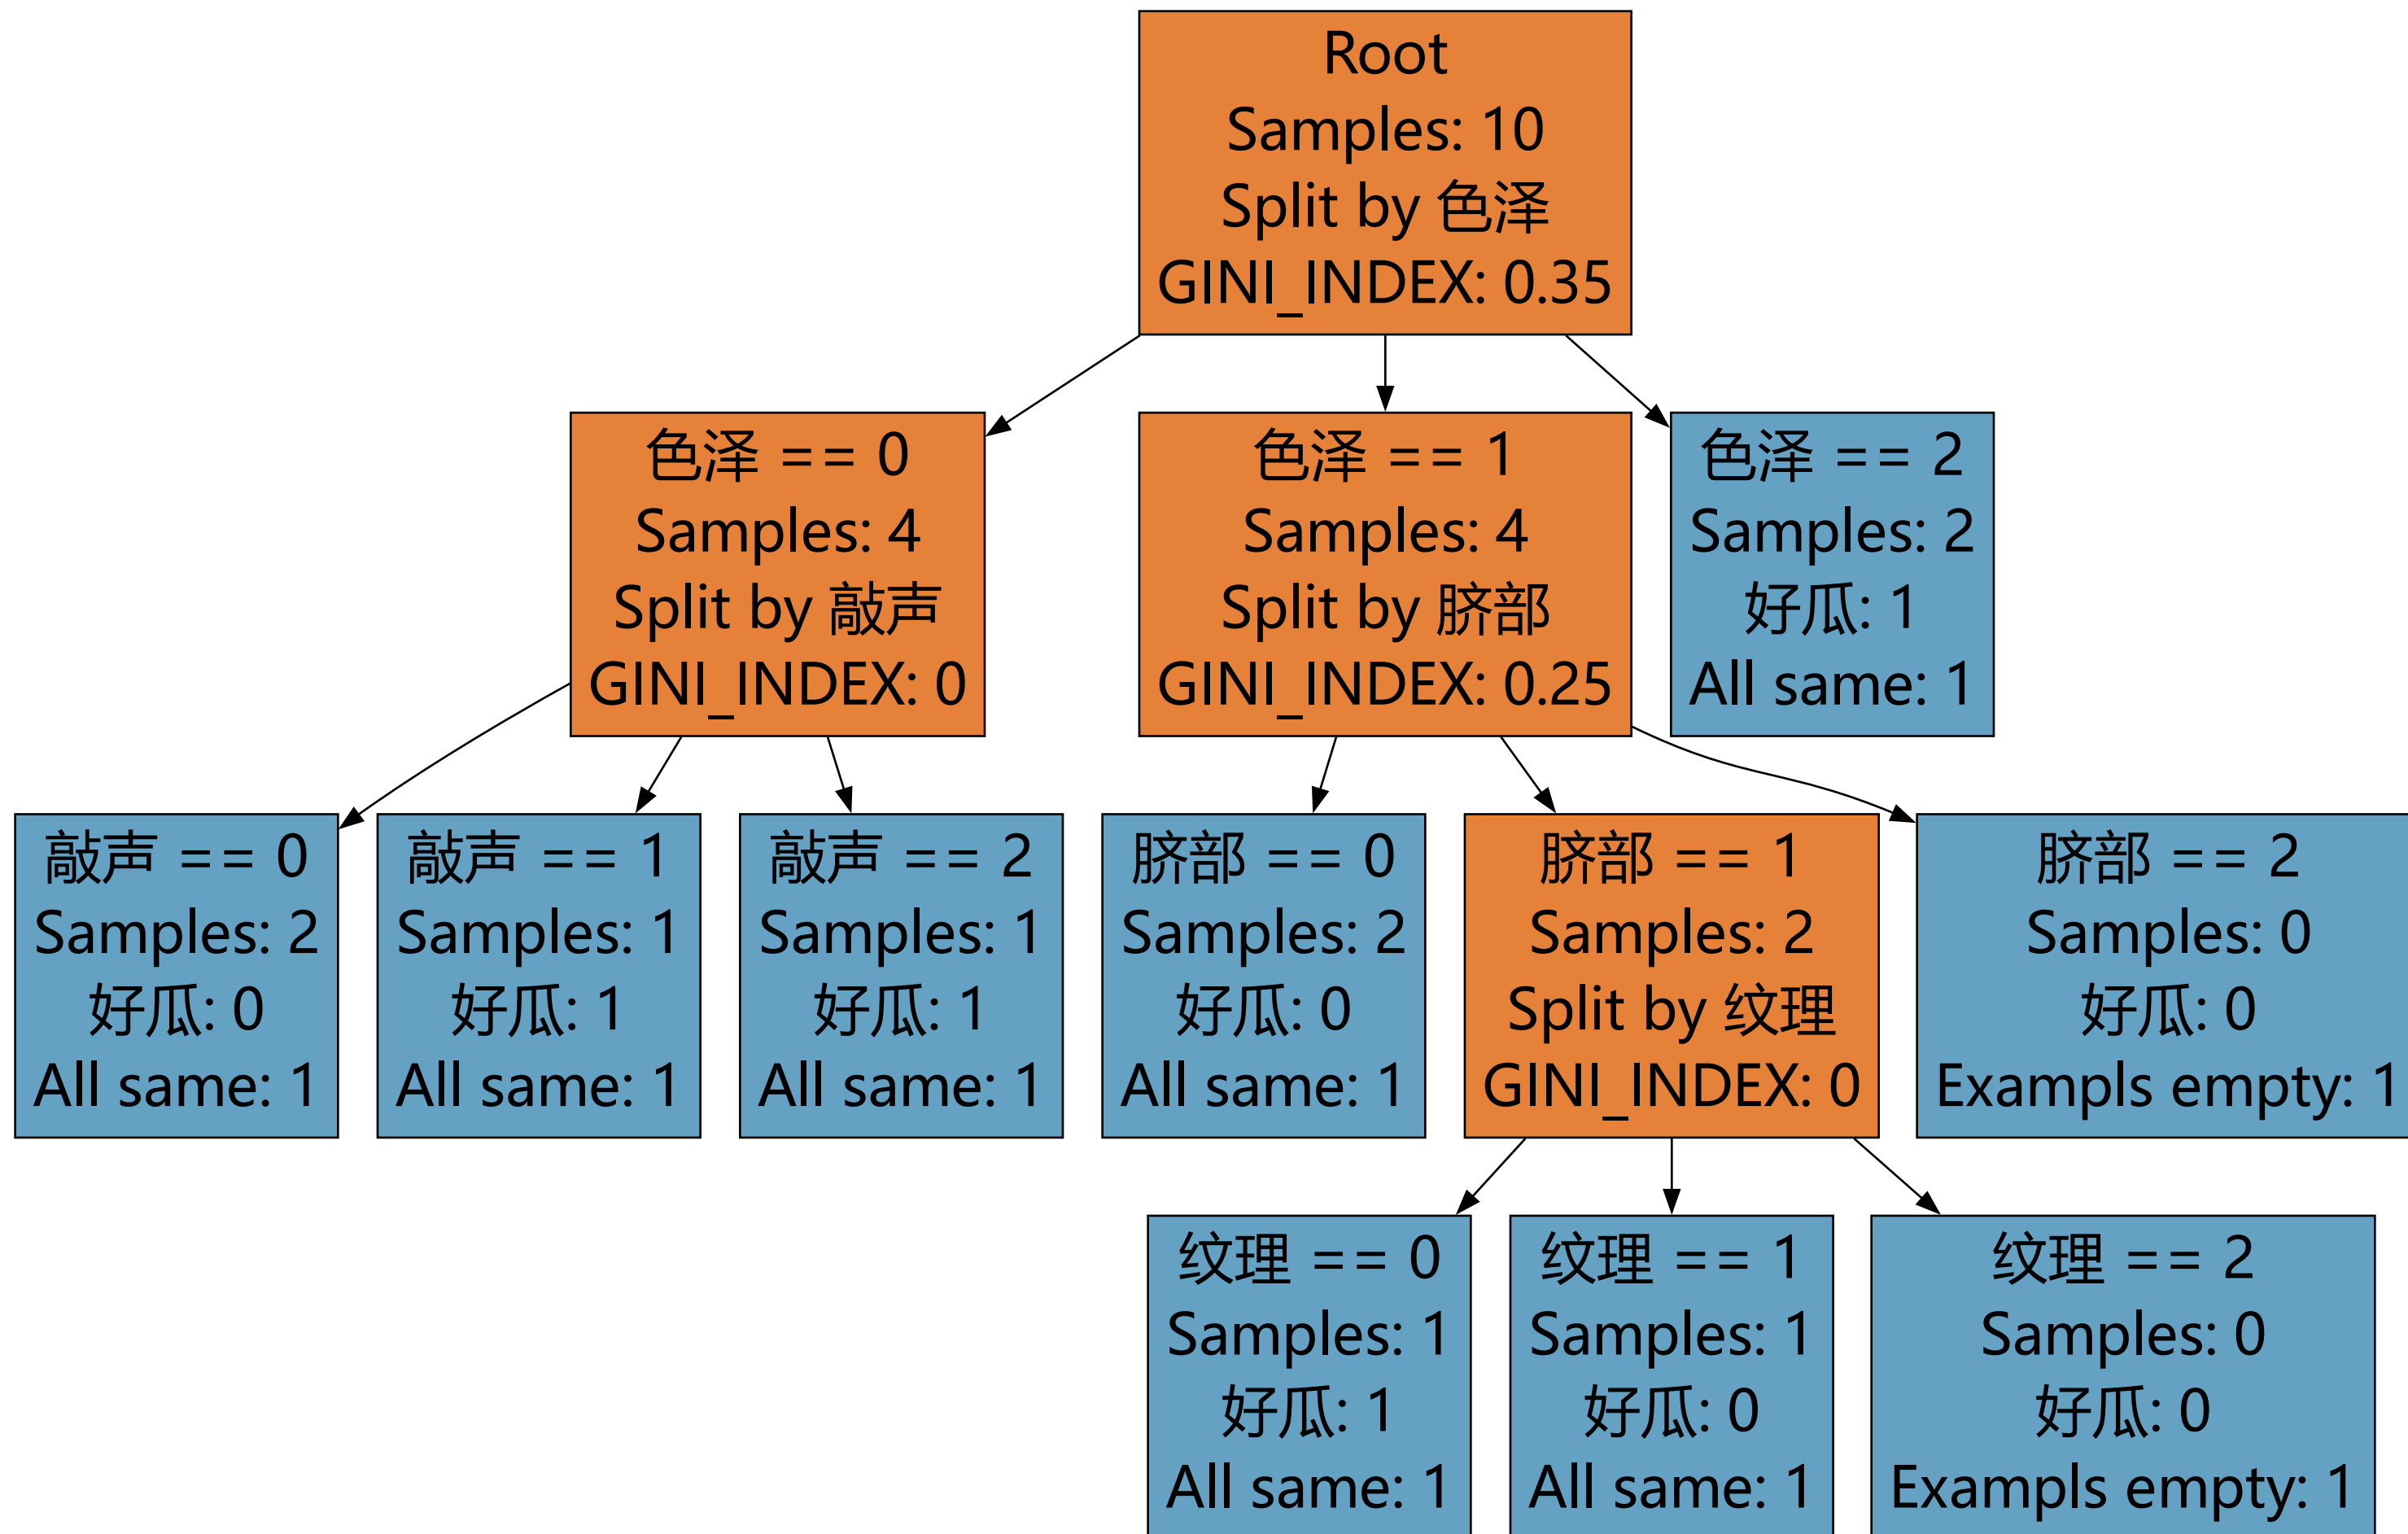 Root
Samples: 10
Split by 色泽
GINI_INDEX: 0.35
色泽 == 0
Samples: 4
Split by 敲声
GINI_INDEX: 0
色泽 == 1
Samples: 4
Split by 脐部
GINI_INDEX: 0.25
色泽 == 2
Samples: 2
好瓜: 1
All same: 1
敲声 == 0
Samples: 2
好瓜: 0
All same: 1
敲声 == 1
Samples: 1
好瓜: 1
All same: 1
敲声 == 2
Samples: 1
好瓜: 1
All same: 1
脐部 == 0
Samples: 2
好瓜: 0
All same: 1
脐部 == 1
Samples: 2
Split by 纹理
GINI_INDEX: 0
脐部 == 2
Samples: 0
好瓜: 0
Exampls empty: 1
纹理 == 0
Samples: 1
好瓜: 1
All same: 1
纹理 == 1
Samples: 1
好瓜: 0
All same: 1
纹理 == 2
Samples: 0
好瓜: 0
Exampls empty: 1